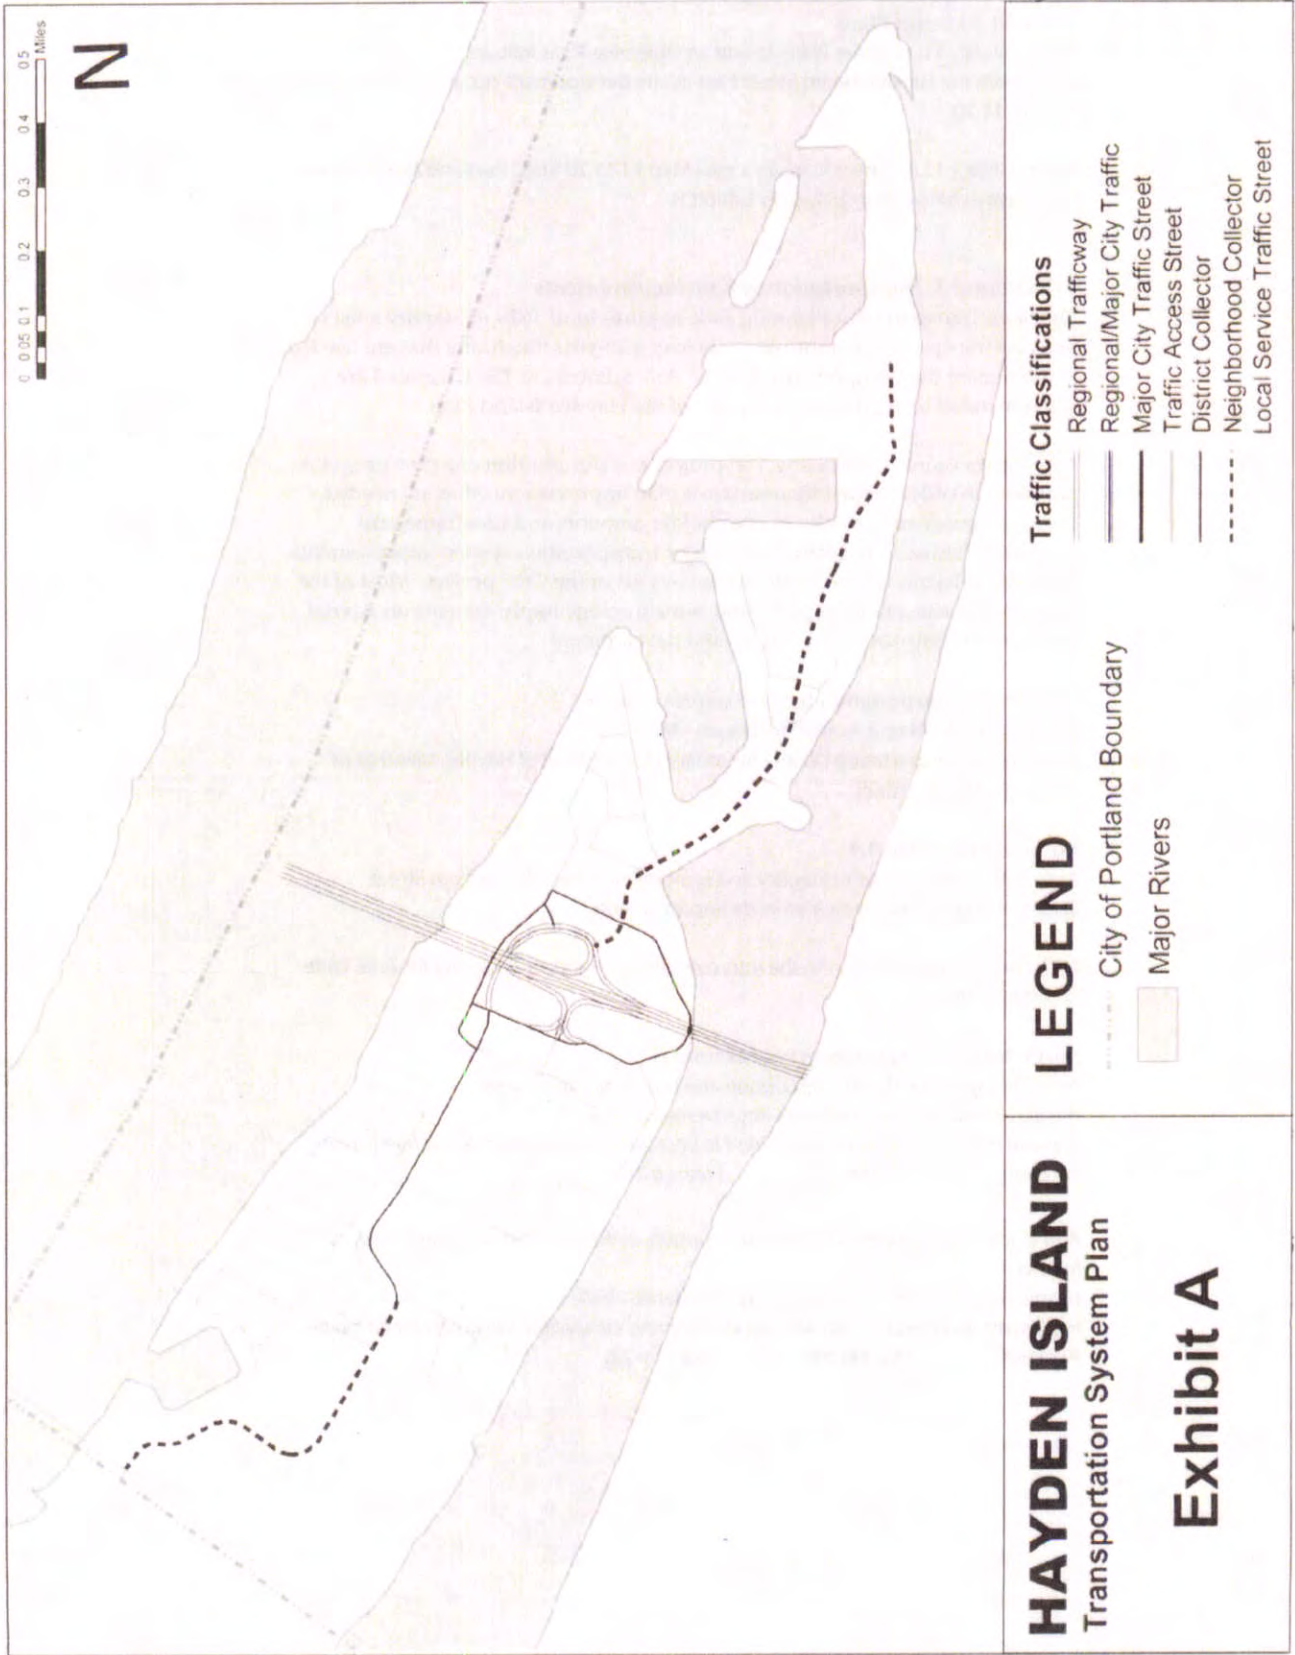 0 0.05 0.1 0.2 0.3 0.4 0.5
Miles
N
HAYDEN ISLAND
Transportation System Plan
Exhibit A
LEGEND
City of Portland Boundary
Major Rivers
Traffic Classifications
Regional Trafficway
Regional/Major City Traffic
Major City Traffic Street
Traffic Access Street
District Collector
Neighborhood Collector
Local Service Traffic Street